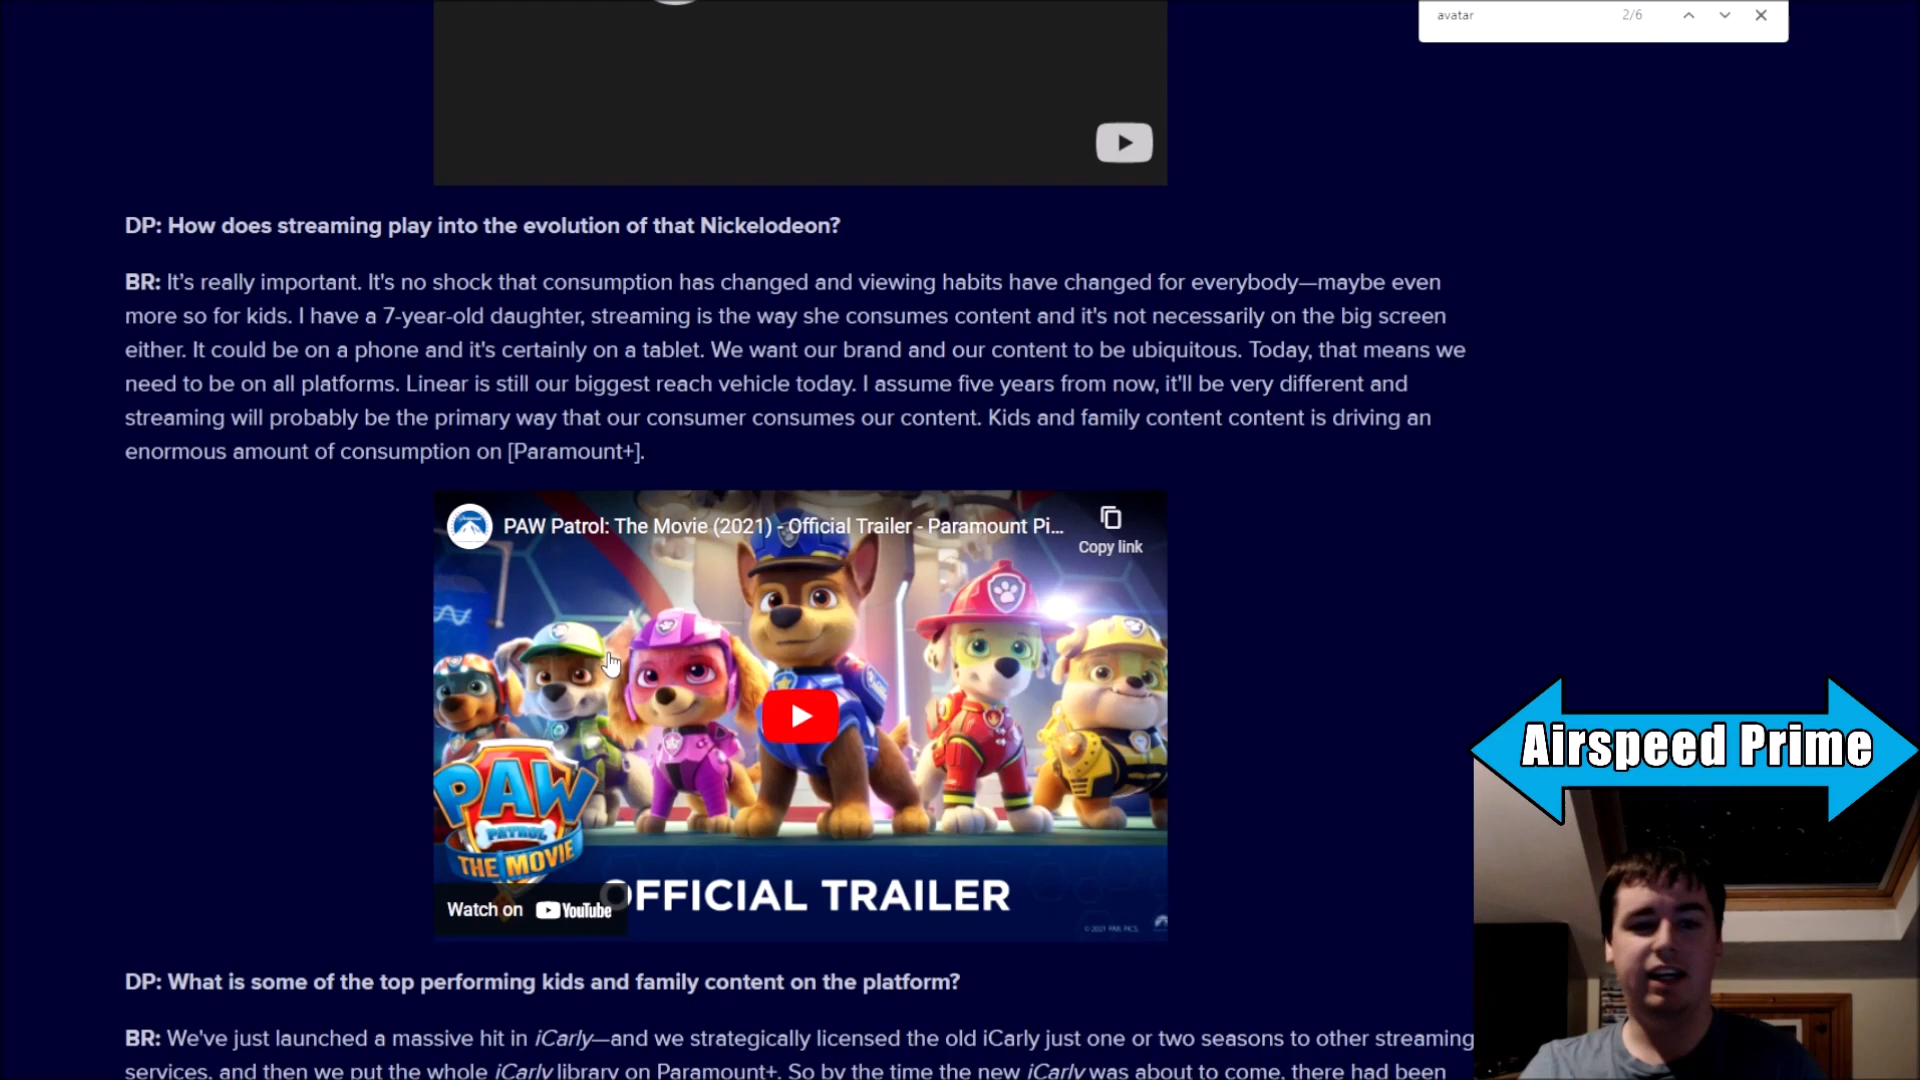 avatar 2/6
DP: How does streaming play into the evolution of that Nickelodeon?
BR: It's really important. It's no shock that consumption has changed and viewing habits have changed for everybody—maybe even
more so for kids. I have a 7-year-old daughter, streaming is the way she consumes content and it's not necessarily on the big screen
either. It could be on a phone and it's certainly on a tablet. We want our brand and our content to be ubiquitous. Today, that means we
need to be on all platforms. Linear is still our biggest reach vehicle today. I assume five years from now, it'll be very different and
streaming will probably be the primary way that our consumer consumes our content. Kids and family content content is driving an
enormous amount of consumption on [Paramount+].
PAW Patrol: The Movie (2021) - Official Trailer - Paramount Pi...
Copy link
PAW
PATROL
THE MOVIE
OFFICIAL TRAILER
Watch on YouTube
© 2021 PAR. PICS.
Airspeed Prime
DP: What is some of the top performing kids and family content on the platform?
BR: We've just launched a massive hit in iCarly—and we strategically licensed the old iCarly just one or two seasons to other streaming
services, and then we put the whole iCarly library on Paramount+. So by the time the new iCarly was about to come, there had been